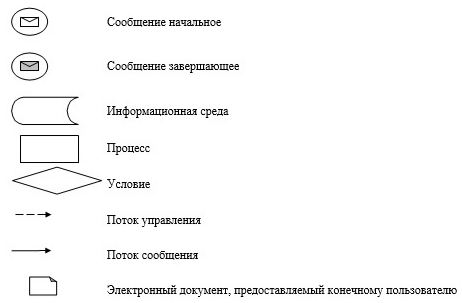 Сообщение начальное
Сообщение завершающее
Информационная среда
Процесс
Условие
Поток управления
Поток сообщения
Электронный документ, предоставляемый конечному пользователю